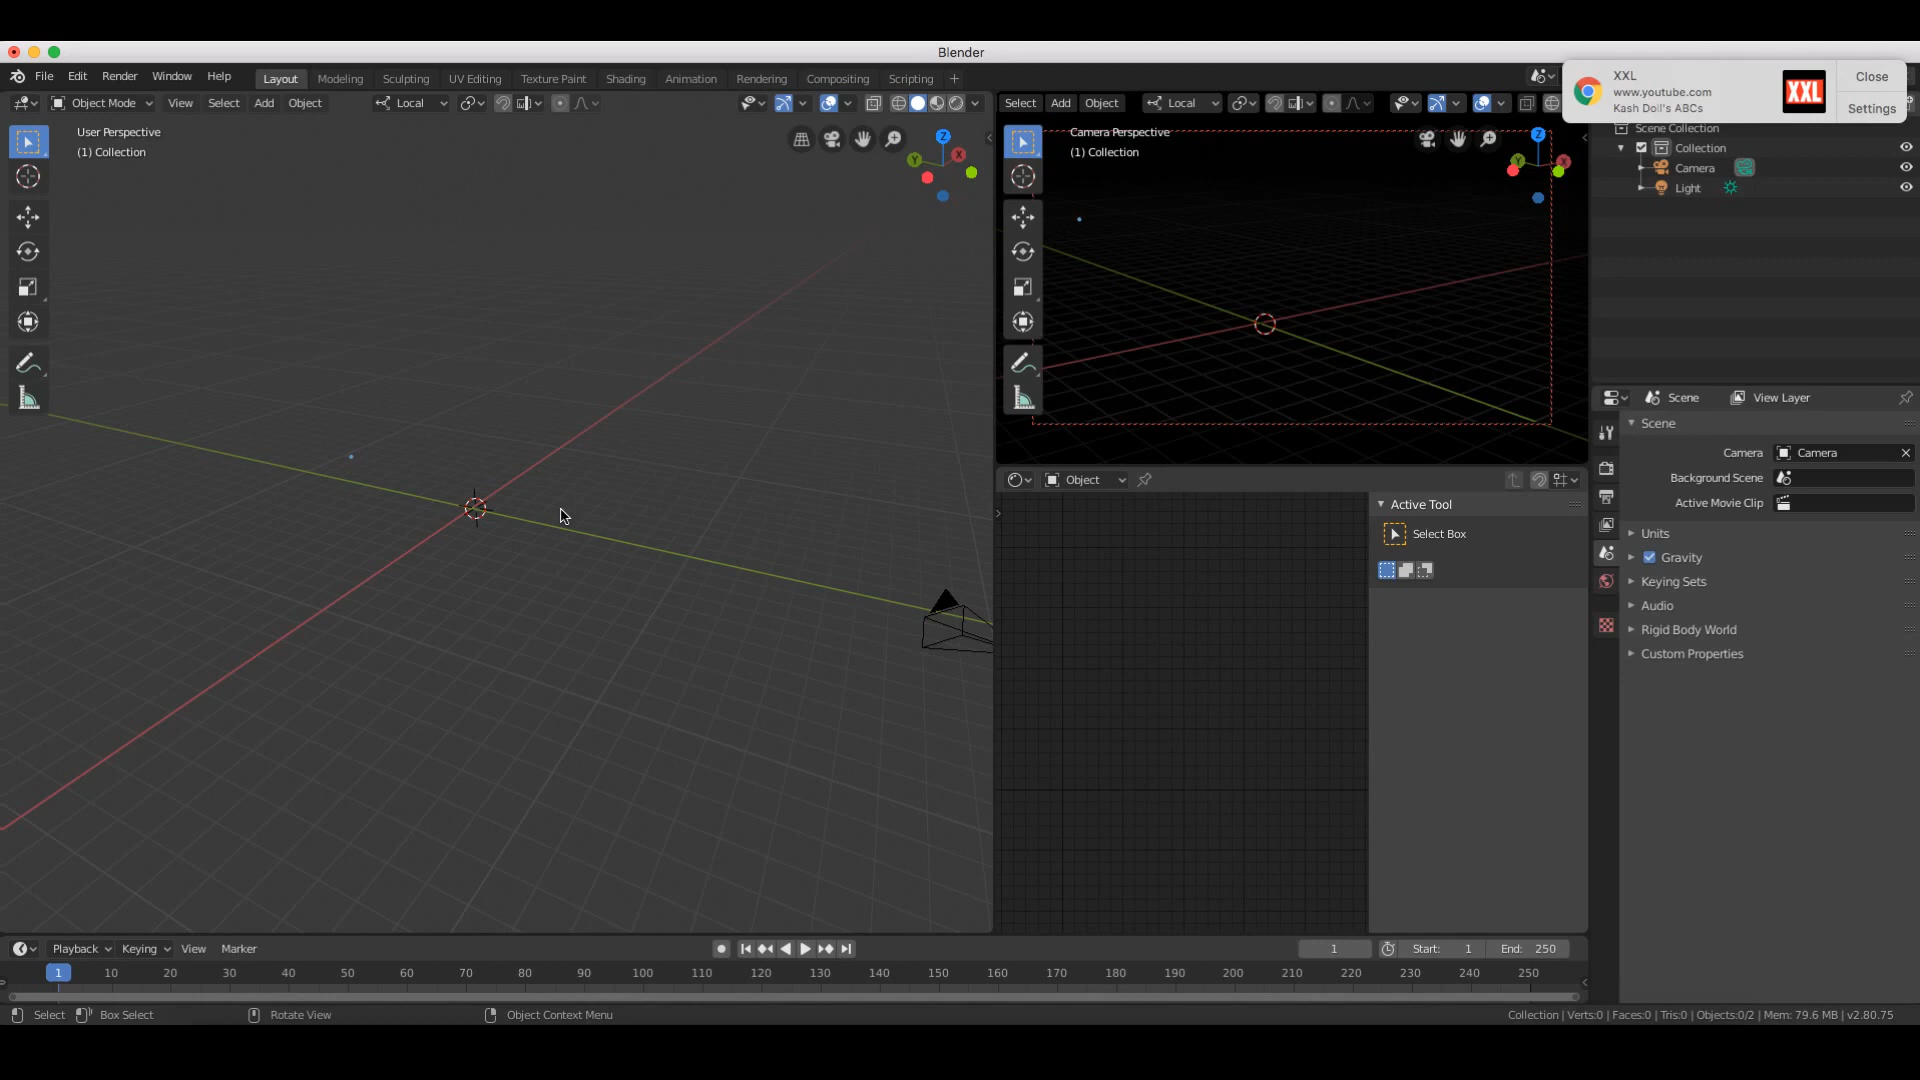 Blender
File Edit Render Window Help Layout Modeling Sculpting UV Editing Texture Paint Shading Animation Rendering Compositing Scripting +
XXL
www.youtube.com
Kash Doll's ABCs
XXL
Close
Settings
Object Mode View Select Add Object Local
Select Add Object Local
User Perspective
(1) Collection
Z
X
Y
Camera Perspective
(1) Collection
Z
X
Y
Scene Collection
Collection
Camera
Light
Scene View Layer
Scene
Camera Camera
Background Scene
Active Movie Clip
Units
Gravity
Keying Sets
Audio
Rigid Body World
Custom Properties
Object
Active Tool
Select Box
Playback Keying View Marker 1 Start: 1 End: 250
1 10 20 30 40 50 60 70 80 90 100 110 120 130 140 150 160 170 180 190 200 210 220 230 240 250
Select Box Select Rotate View Object Context Menu Collection | Verts:0 | Faces:0 | Tris:0 | Objects:0/2 | Mem: 79.6 MB | v2.80.75